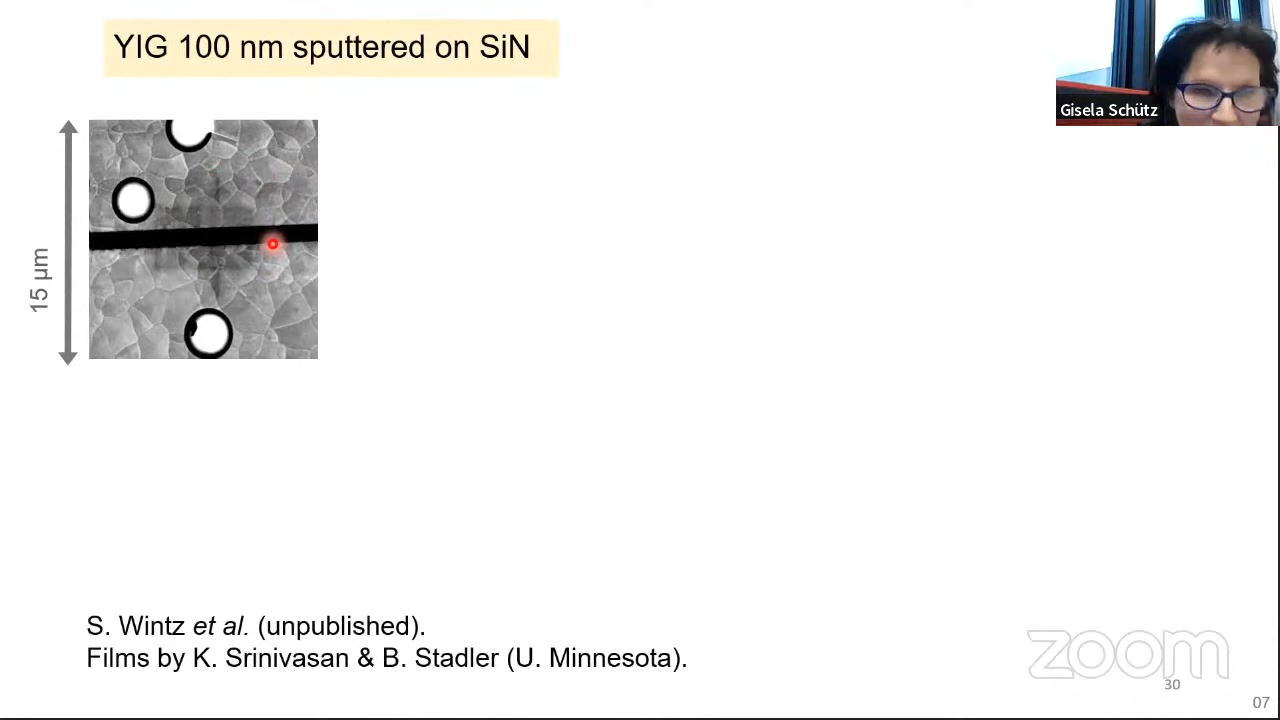 YIG 100 nm sputtered on SiN
Gisela Schütz
15 µm
S. Wintz et al. (unpublished).
Films by K. Srinivasan & B. Stadler (U. Minnesota).
zoom
30
07